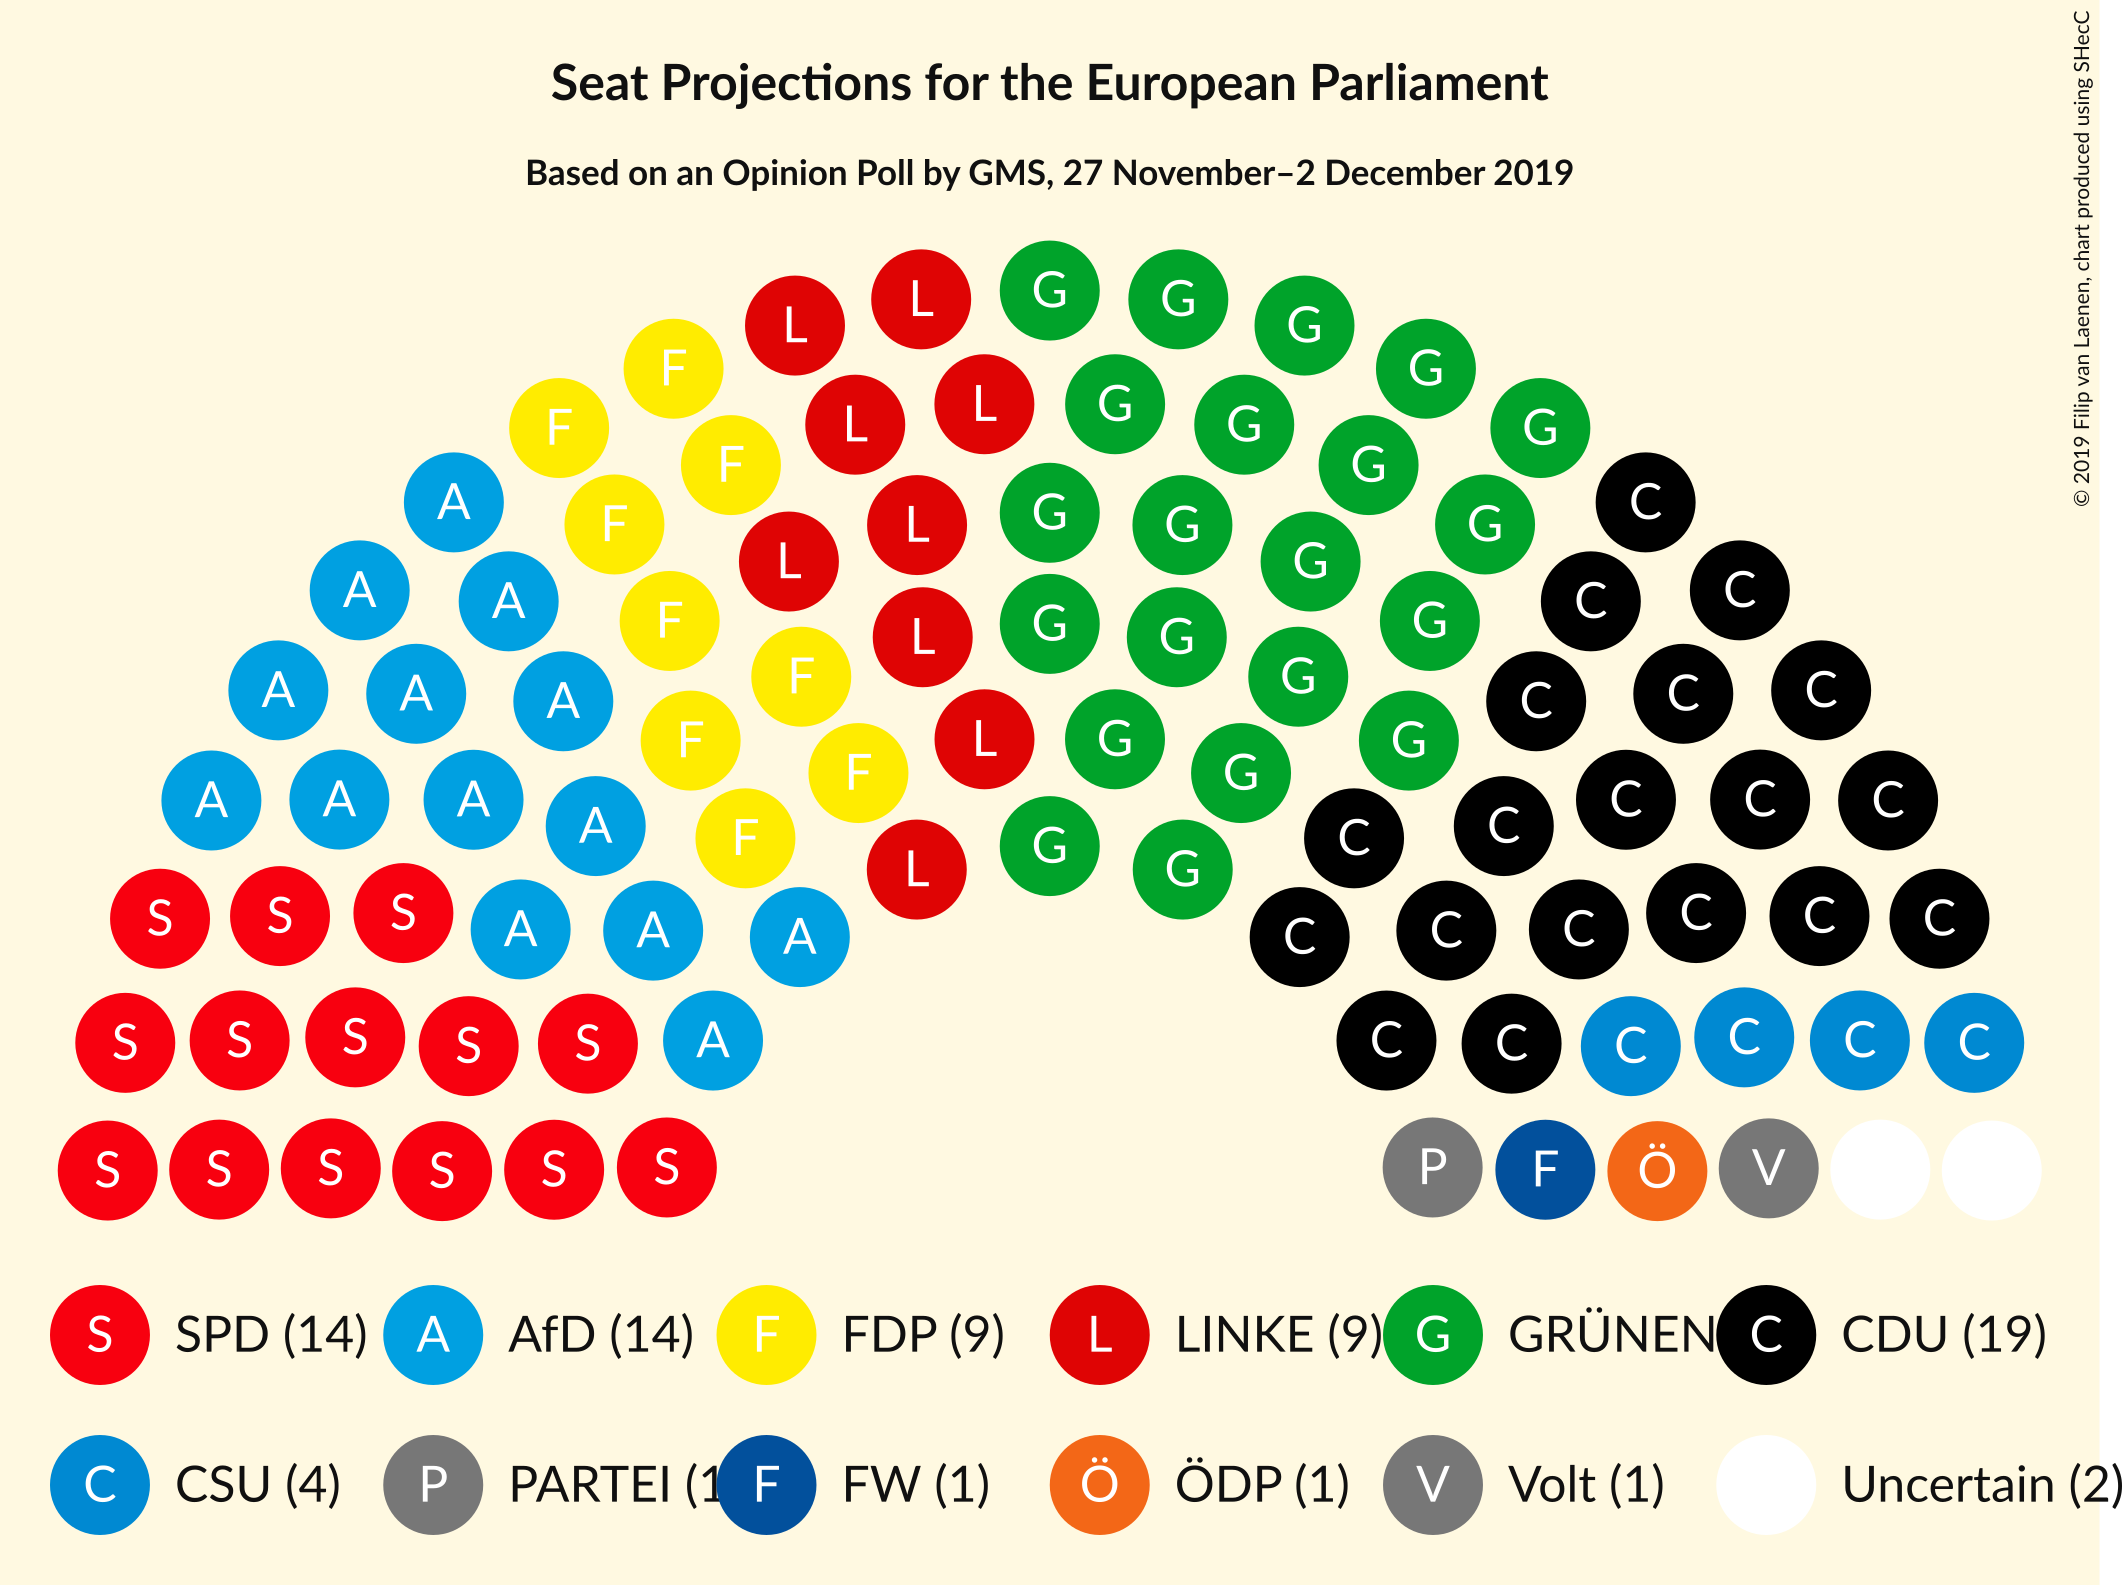 Seat Projections for the European Parliament
Based on an Opinion Poll by GMS, 27 November–2 December 2019
© 2019 Filip van Laenen, chart produced using SHecC
L L G G G
F F L L G G G G G
A F F L L G G G G G C
A A F L L G G G G C C
A A A F F L G G G G C C C
A A A A F F L G G C C C C C
S S S A A A L G G C C C C C C
S S S S S A C C C C C C
S S S S S S P F Ö V
S SPD (14) A AfD (14) F FDP (9) L LINKE (9) G GRÜNEN C CDU (19)
C CSU (4) P PARTEI (1 F FW (1) Ö ÖDP (1) V Volt (1) Uncertain (2)